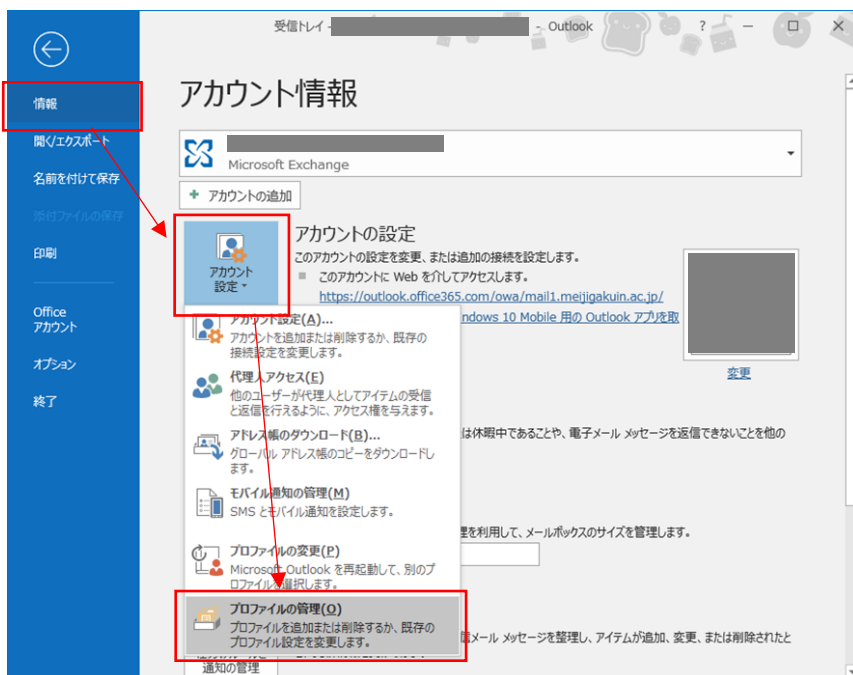 受信トレイ -
- Outlook
?
情報
開く/エクスポート
名前を付けて保存
添付ファイルの保存
印刷
Office
アカウント
オプション
終了
アカウント情報
Microsoft Exchange
アカウントの追加
アカウント
設定
アカウントの設定
このアカウントの設定を変更、または追加の接続を設定します。
このアカウントに Web を介してアクセスします。
https://outlook.office365.com/owa/mail1.meijigakuin.ac.jp/
ndows 10 Mobile 用の Outlook アプリを取
変更
アカウント設定(A)...
アカウントを追加または削除するか、既存の
接続設定を変更します。
代理人アクセス(E)
他のユーザーが代理人としてアイテムの受信
と返信を行えるように、アクセス権を与えます。
アドレス帳のダウンロード(B)...
グローバル アドレス帳のコピーをダウンロードし
ます。
モバイル通知の管理(M)
SMS とモバイル通知を設定します。
プロファイルの変更(P)
Microsoft Outlook を再起動して、別のプ
ロファイルを選択します。
プロファイルの管理(O)
プロファイルを追加または削除するか、既存の
プロファイル設定を変更します。
は休暇中であることや、電子メール メッセージを返信できないことを他の
理を利用して、メールボックスのサイズを管理します。
信メール メッセージを整理し、アイテムが追加、変更、または削除されたと
通知の管理